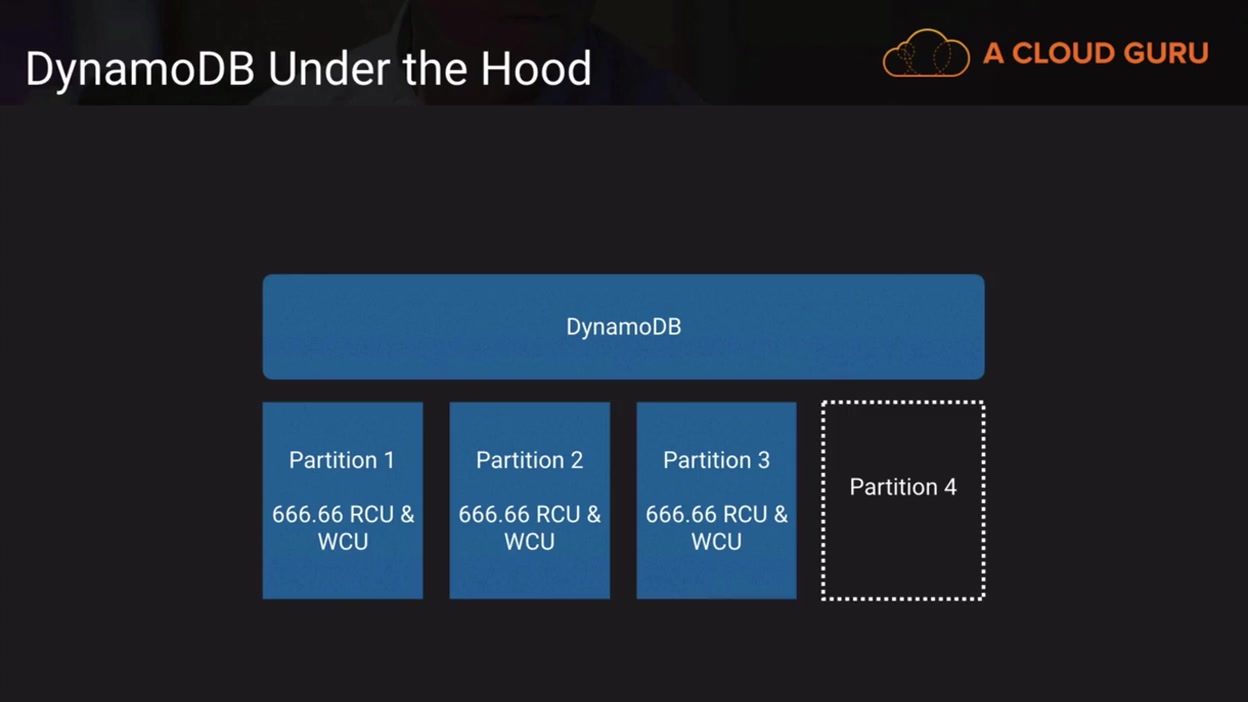 DynamoDB Under the Hood
A CLOUD GURU
DynamoDB
Partition 1
666.66 RCU &
WCU
Partition 2
666.66 RCU &
WCU
Partition 3
666.66 RCU &
WCU
Partition 4